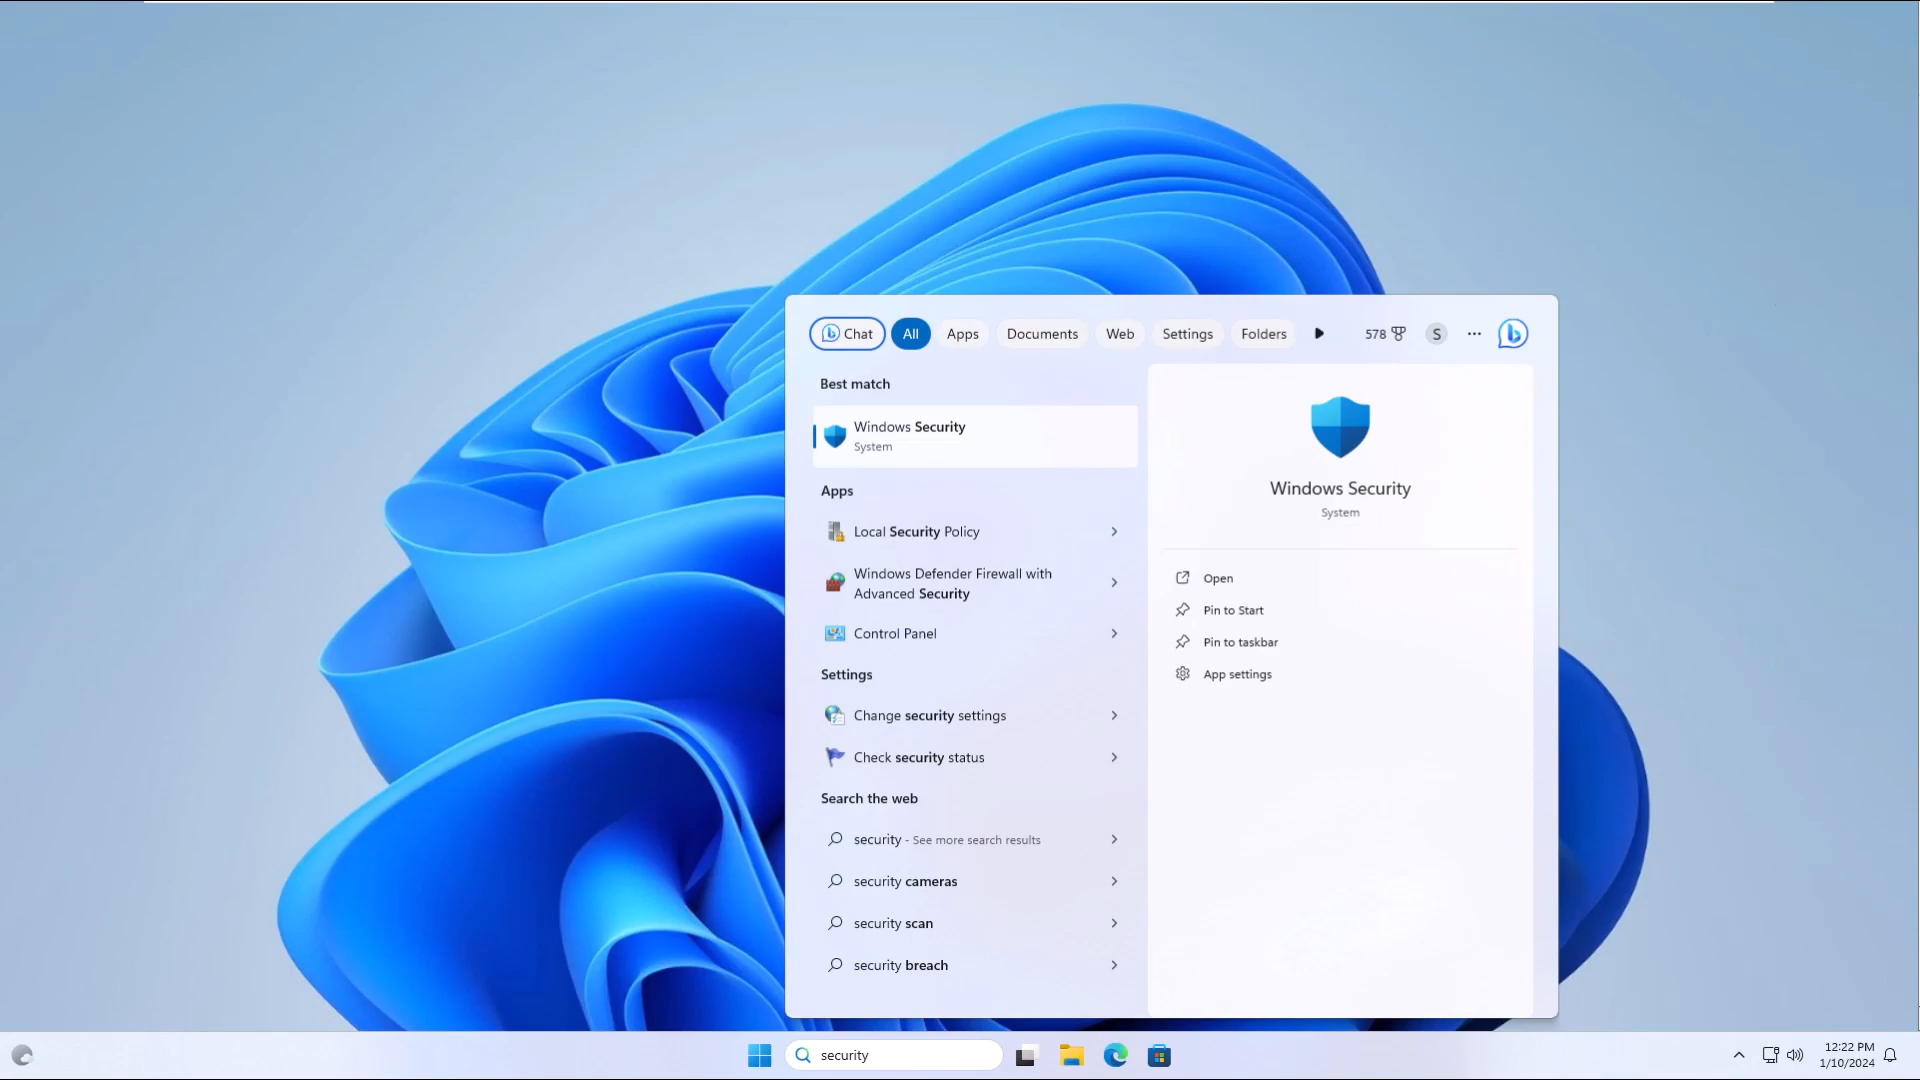 Chat
All
Apps
Documents
Web
Settings
Folders
578
S
Best match
Windows Security
System
Apps
Local Security Policy
Windows Defender Firewall with
Advanced Security
Control Panel
Settings
Change security settings
Check security status
Search the web
security - See more search results
security cameras
security scan
security breach
Windows Security
System
Open
Pin to Start
Pin to taskbar
App settings
security
12:22 PM
1/10/2024